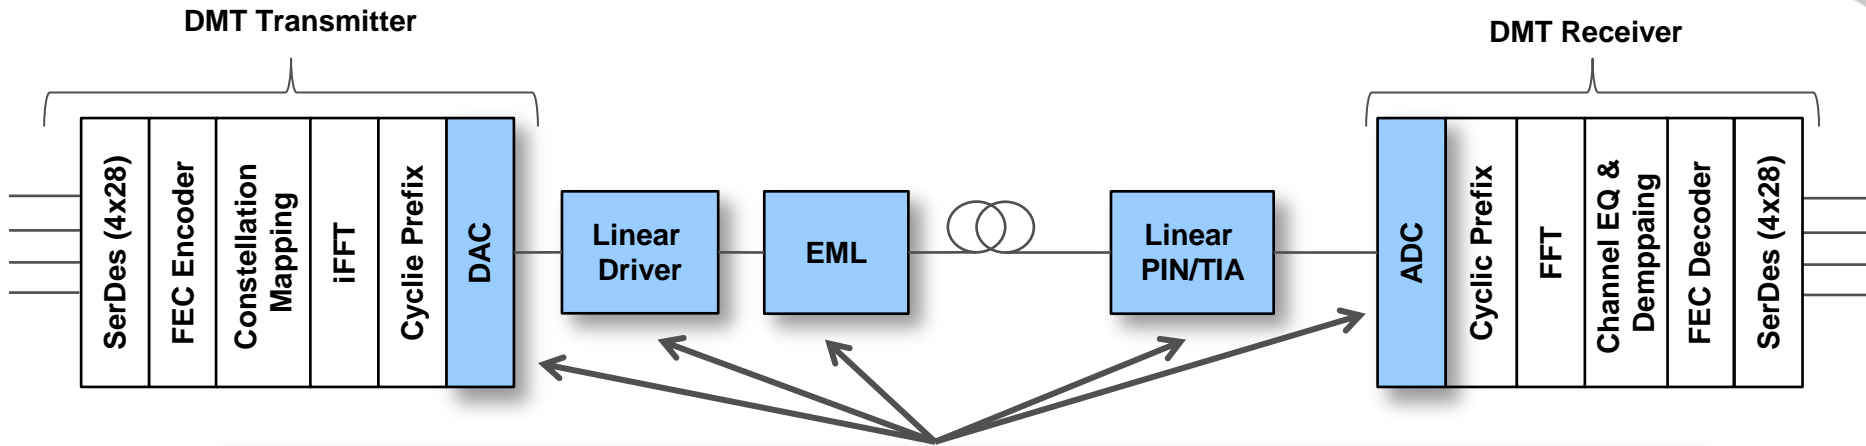 DMT Transmitter
DMT Receiver
SerDes (4x28)
FEC Encoder
Constellation
Mapping
iFFT
Cyclie Prefix
DAC
Linear
Driver
EML
Linear
PIN/TIA
ADC
Cyclic Prefix
FFT
Channel EQ &
Demppaing
FEC Decoder
SerDes (4x28)